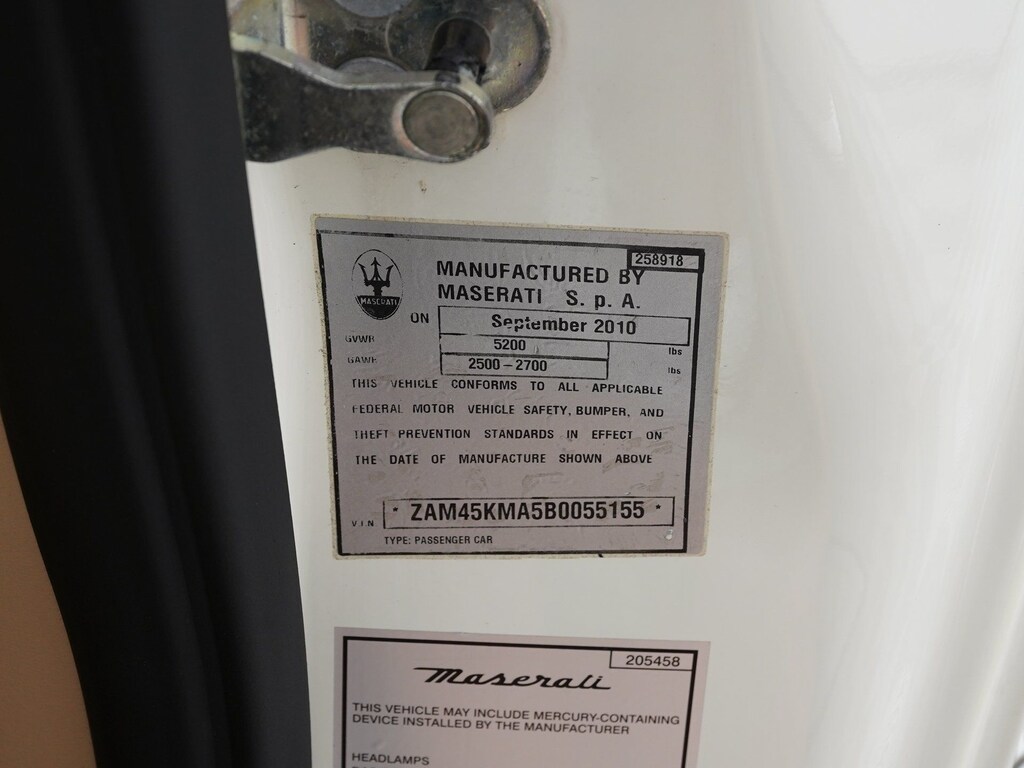 258918
MANUFACTURED BY
MASERATI S. p. A.
MASERATI
ON September 2010
GVWR 5200 lbs
GAWR 2500 - 2700 lbs
THIS VEHICLE CONFORMS TO ALL APPLICABLE
FEDERAL MOTOR VEHICLE SAFETY, BUMPER, AND
THEFT PREVENTION STANDARDS IN EFFECT ON
THE DATE OF MANUFACTURE SHOWN ABOVE
V.I.N * ZAM45KMA5B0055155 *
TYPE: PASSENGER CAR
205458
Maserati
THIS VEHICLE MAY INCLUDE MERCURY-CONTAINING
DEVICE INSTALLED BY THE MANUFACTURER
HEADLAMPS